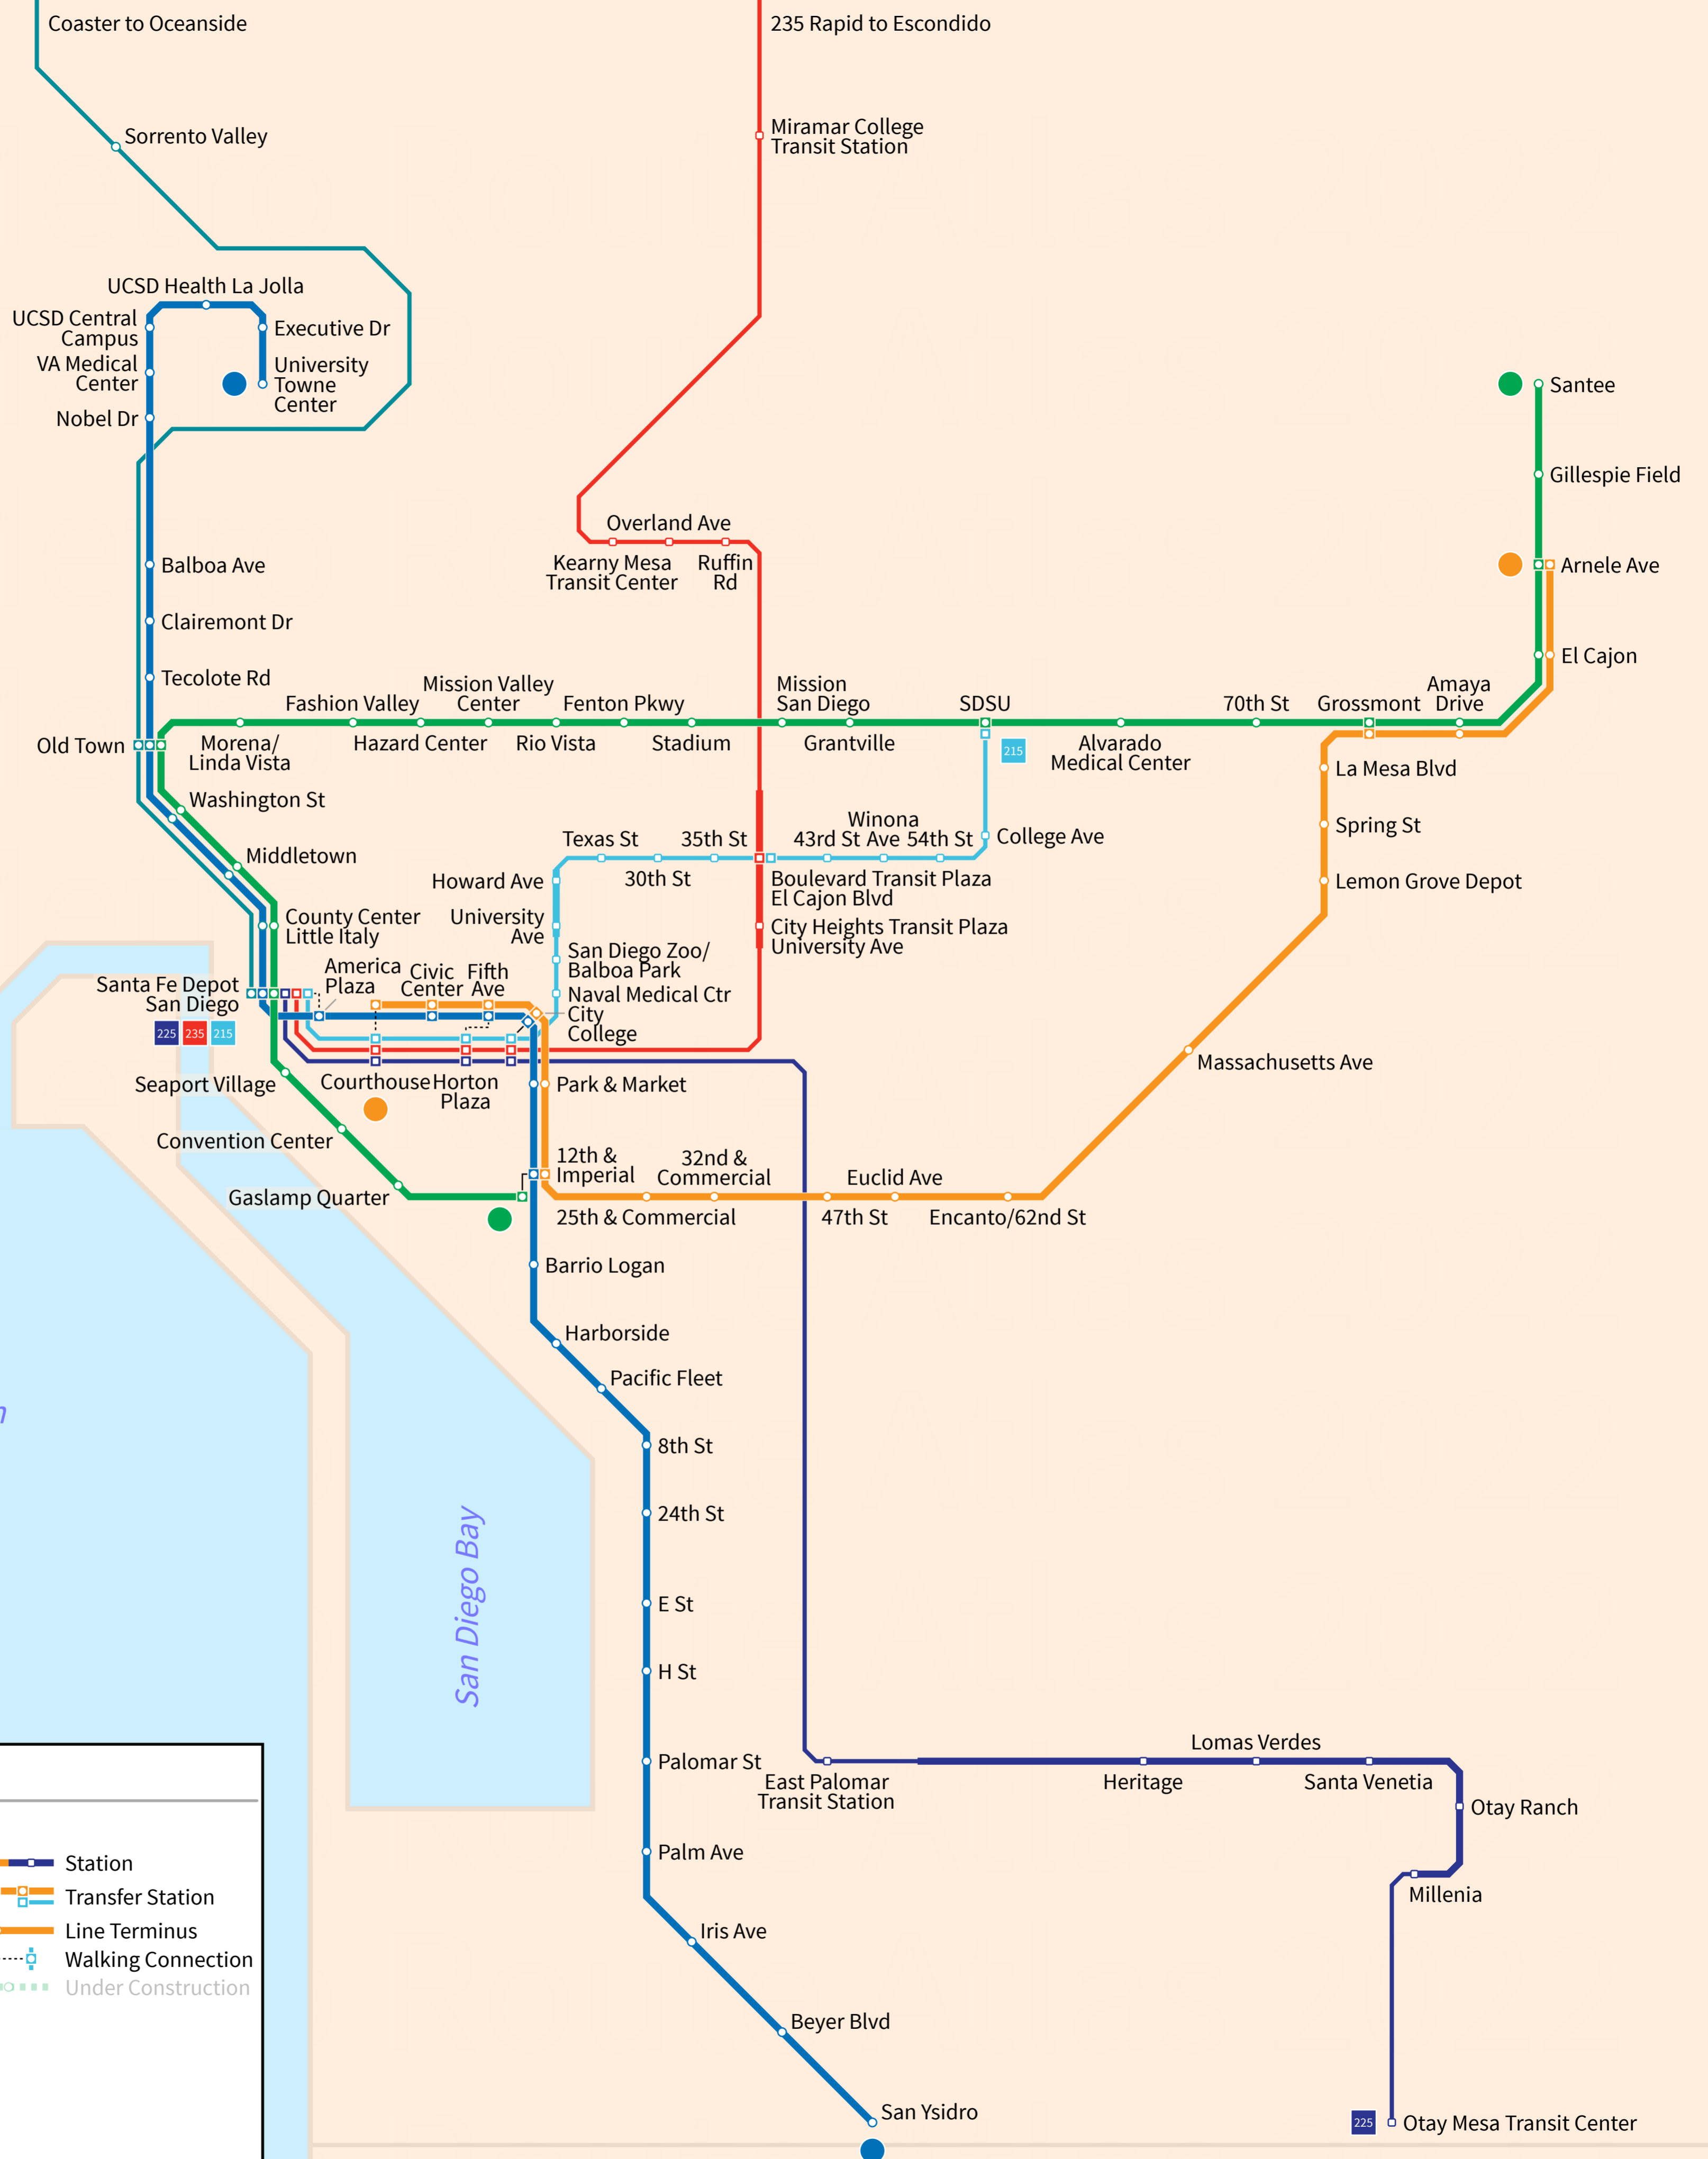 Coaster to Oceanside
235 Rapid to Escondido
Miramar College
Transit Station
Sorrento Valley
UCSD Health La Jolla
UCSD Central
Campus
Executive Dr
VA Medical
Center
University
Towne
Center
Nobel Dr
Santee
Gillespie Field
Overland Ave
Kearny Mesa
Transit Center
Ruffin
Rd
Balboa Ave
Arnele Ave
Clairemont Dr
El Cajon
Tecolote Rd
Fashion Valley
Mission Valley
Center
Fenton Pkwy
Mission
San Diego
SDSU
70th St
Grossmont
Amaya
Drive
Old Town
Morena/
Linda Vista
Hazard Center
Rio Vista
Stadium
Grantville
215
Alvarado
Medical Center
La Mesa Blvd
Washington St
Spring St
Middletown
Texas St
35th St
43rd St
Winona
Ave
54th St
College Ave
Howard Ave
30th St
Boulevard Transit Plaza
El Cajon Blvd
Lemon Grove Depot
County Center
Little Italy
University
Ave
City Heights Transit Plaza
University Ave
San Diego Zoo/
Balboa Park
Santa Fe Depot
San Diego
America
Plaza
Civic
Center
Fifth
Ave
Naval Medical Ctr
City
College
225
235
215
Massachusetts Ave
Seaport Village
Courthouse
Horton
Plaza
Park & Market
Convention Center
12th &
Imperial
32nd &
Commercial
Euclid Ave
Gaslamp Quarter
25th & Commercial
47th St
Encanto/62nd St
Barrio Logan
Harborside
Pacific Fleet
8th St
24th St
San Diego Bay
E St
H St
Palomar St
East Palomar
Transit Station
Heritage
Lomas Verdes
Santa Venetia
Otay Ranch
Palm Ave
Millenia
Station
Transfer Station
Line Terminus
Walking Connection
Under Construction
Iris Ave
Beyer Blvd
San Ysidro
225
Otay Mesa Transit Center